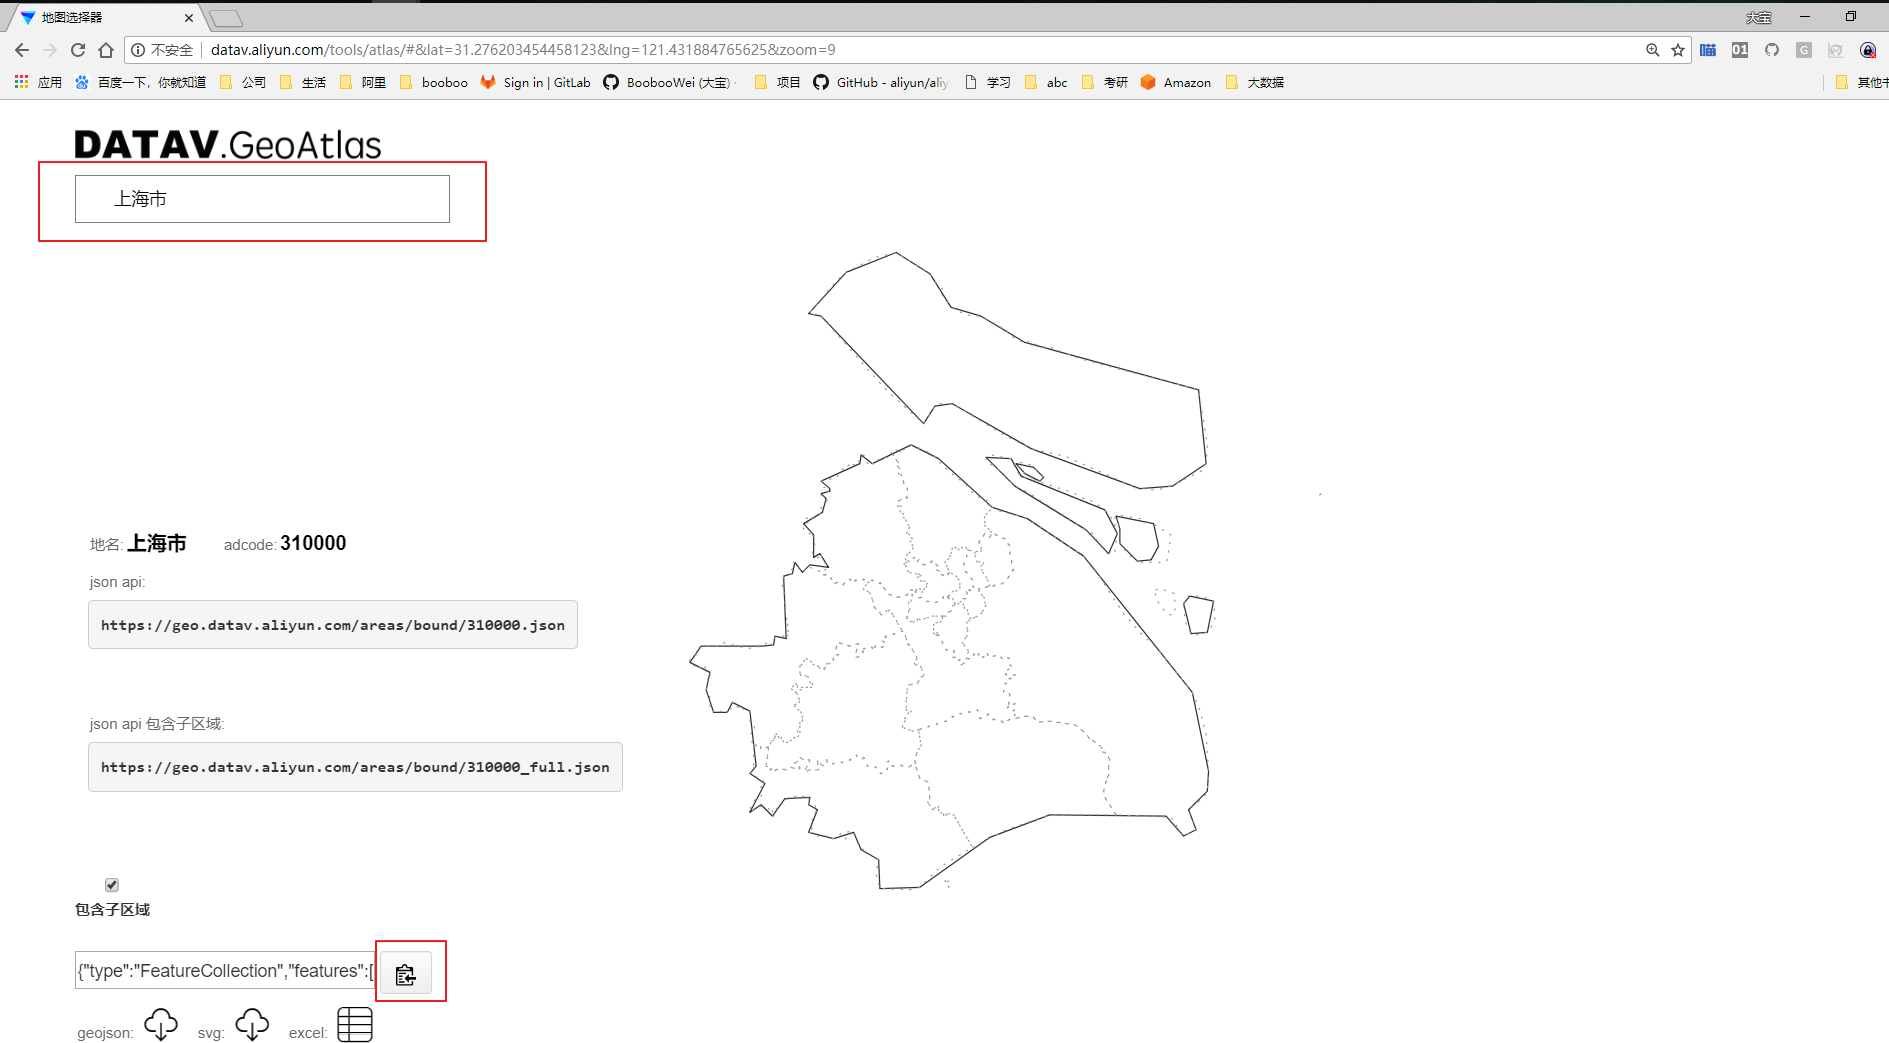 地图选择器
大宝
不安全 datav.aliyun.com/tools/atlas/#&lat=31.276203454458123&lng=121.431884765625&zoom=9
01
G
应用 百度一下，你就知道 公司 生活 阿里 booboo Sign in | GitLab BoobooWei (大宝) · 项目 GitHub - aliyun/aliy 学习 abc 考研 Amazon 大数据 其他
DATAV.GeoAtlas
上海市
地名: 上海市 adcode: 310000
json api:
https://geo.datav.aliyun.com/areas/bound/310000.json
json api 包含子区域:
https://geo.datav.aliyun.com/areas/bound/310000_full.json
包含子区域
{"type":"FeatureCollection","features":[
geojson: svg: excel: